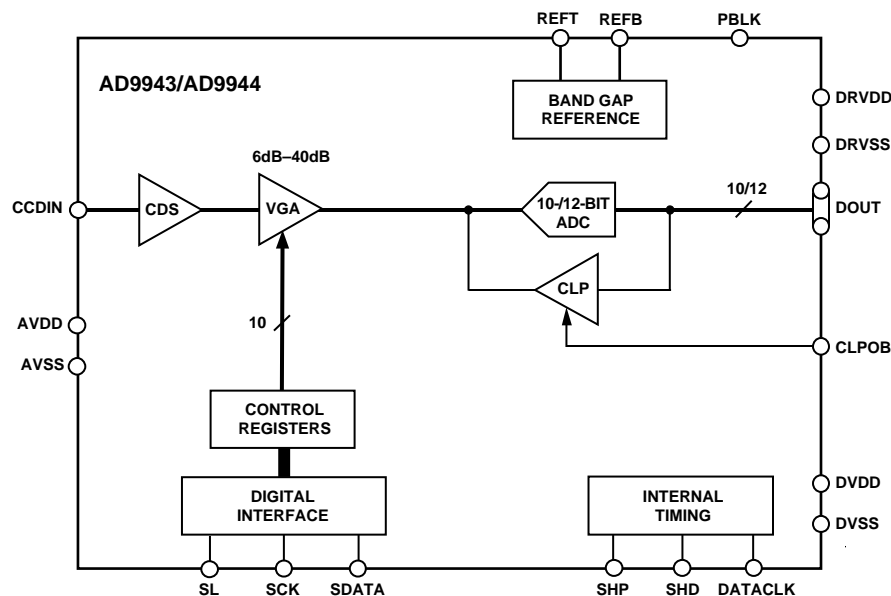 REFT REFB PBLK
AD9943/AD9944
BAND GAP
REFERENCE
DRVDD
DRVSS
6dB–40dB
CCDIN
CDS
VGA
10-/12-BIT
ADC
10/12
DOUT
CLP
AVDD
10
CLPOB
AVSS
CONTROL
REGISTERS
DIGITAL
INTERFACE
INTERNAL
TIMING
DVDD
DVSS
SL SCK SDATA SHP SHD DATACLK